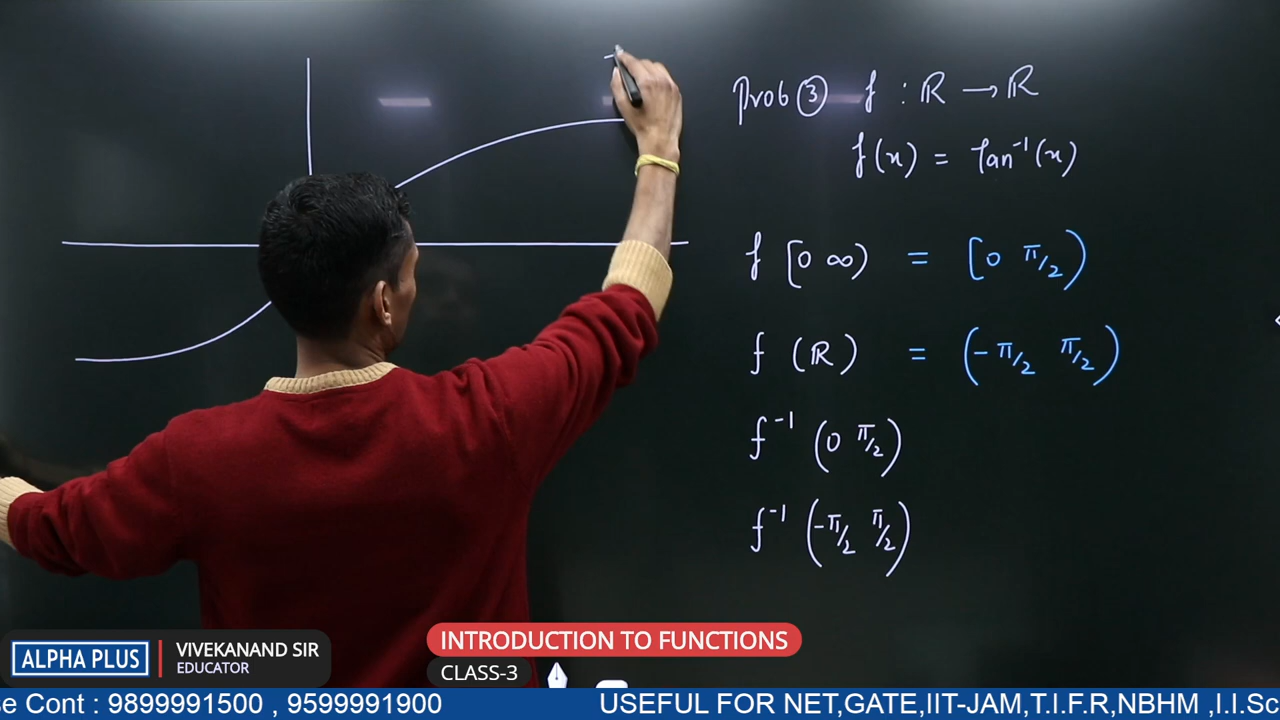 Prob ③ f : ℝ → ℝ
f(x) = Tan⁻¹(x)
f [0 ∞) = [0 π/2)
f (ℝ) = (-π/2 π/2)
f⁻¹ (0 π/2)
f⁻¹ (-π/2 π/2)
INTRODUCTION TO FUNCTIONS
CLASS-3
ALPHA PLUS
VIVEKANAND SIR
EDUCATOR
e Cont : 9899991500 , 9599991900 USEFUL FOR NET,GATE,IIT-JAM,T.I.F.R,NBHM ,I.I.Sc